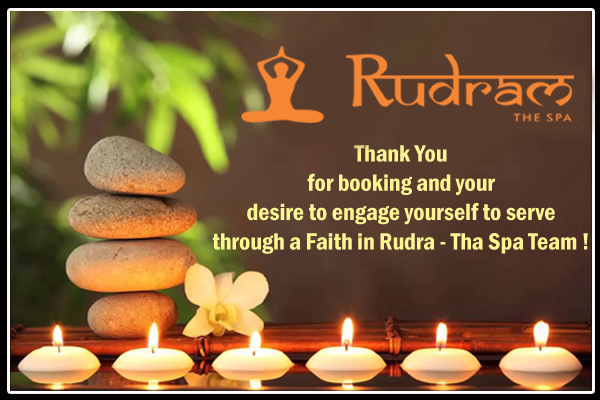 Rudram
THE SPA
Thank You
for booking and your
desire to engage yourself to serve
through a Faith in Rudra - Tha Spa Team !